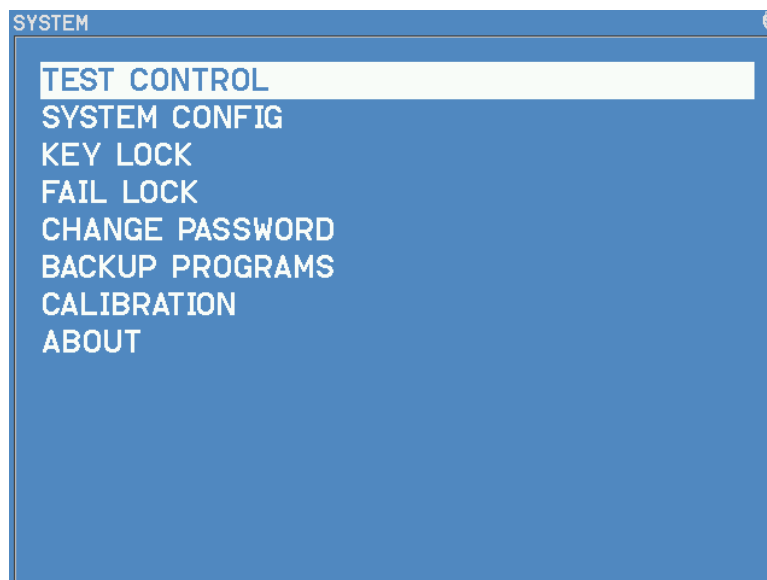 SYSTEM
TEST CONTROL
SYSTEM CONFIG
KEY LOCK
FAIL LOCK
CHANGE PASSWORD
BACKUP PROGRAMS
CALIBRATION
ABOUT